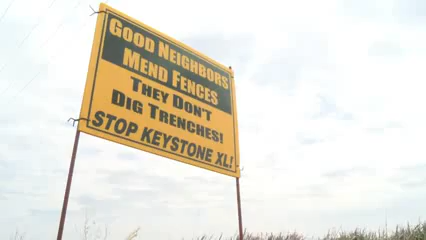 Good Neighbors
Mend Fences
They Don't
Dig Trenches!
STOP KEYSTONE XL!